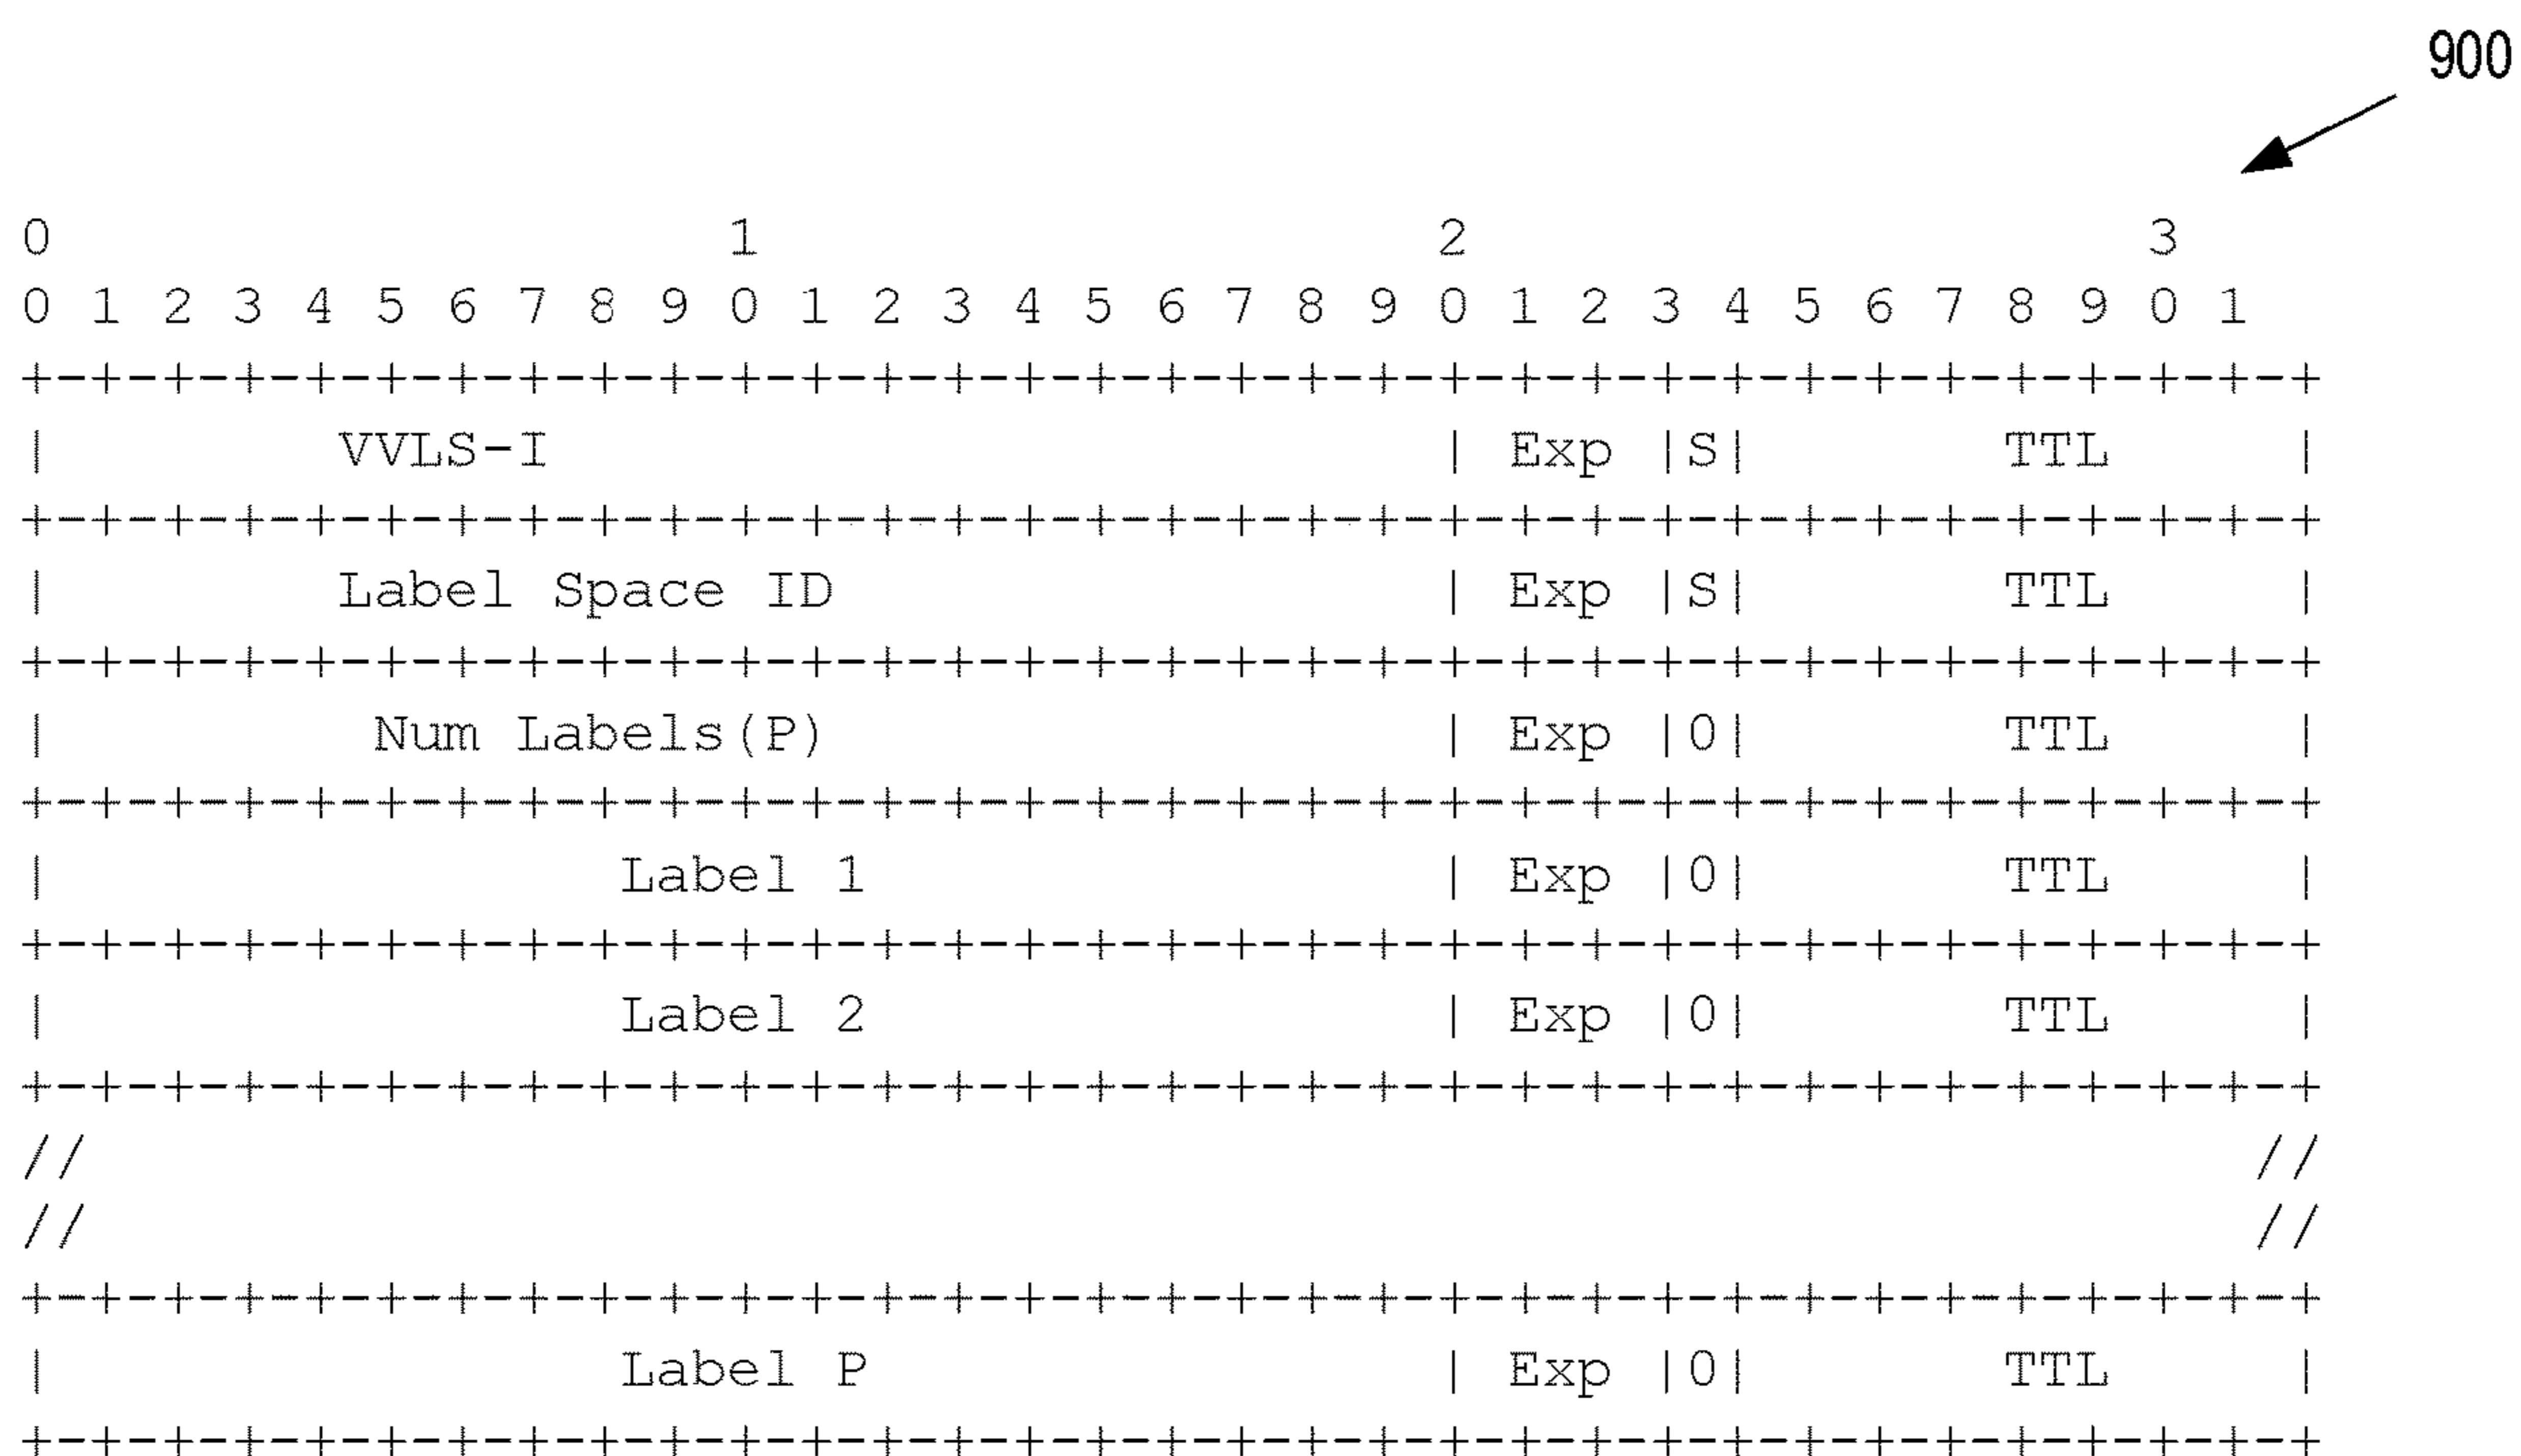 900
0                   1                   2                   3
0 1 2 3 4 5 6 7 8 9 0 1 2 3 4 5 6 7 8 9 0 1 2 3 4 5 6 7 8 9 0 1
+-+-+-+-+-+-+-+-+-+-+-+-+-+-+-+-+-+-+-+-+-+-+-+-+-+-+-+-+-+-+-+-+
|        VVLS-I                         | Exp |S|       TTL     |
+-+-+-+-+-+-+-+-+-+-+-+-+-+-+-+-+-+-+-+-+-+-+-+-+-+-+-+-+-+-+-+-+
|        Label Space ID                 | Exp |S|       TTL     |
+-+-+-+-+-+-+-+-+-+-+-+-+-+-+-+-+-+-+-+-+-+-+-+-+-+-+-+-+-+-+-+-+
|         Num Labels(P)                 | Exp |0|       TTL     |
+-+-+-+-+-+-+-+-+-+-+-+-+-+-+-+-+-+-+-+-+-+-+-+-+-+-+-+-+-+-+-+-+
|                Label 1                | Exp |0|       TTL     |
+-+-+-+-+-+-+-+-+-+-+-+-+-+-+-+-+-+-+-+-+-+-+-+-+-+-+-+-+-+-+-+-+
|                Label 2                | Exp |0|       TTL     |
+-+-+-+-+-+-+-+-+-+-+-+-+-+-+-+-+-+-+-+-+-+-+-+-+-+-+-+-+-+-+-+-+
//                                                             //
//                                                             //
+-+-+-+-+-+-+-+-+-+-+-+-+-+-+-+-+-+-+-+-+-+-+-+-+-+-+-+-+-+-+-+-+
|                Label P                | Exp |0|       TTL     |
+-+-+-+-+-+-+-+-+-+-+-+-+-+-+-+-+-+-+-+-+-+-+-+-+-+-+-+-+-+-+-+-+